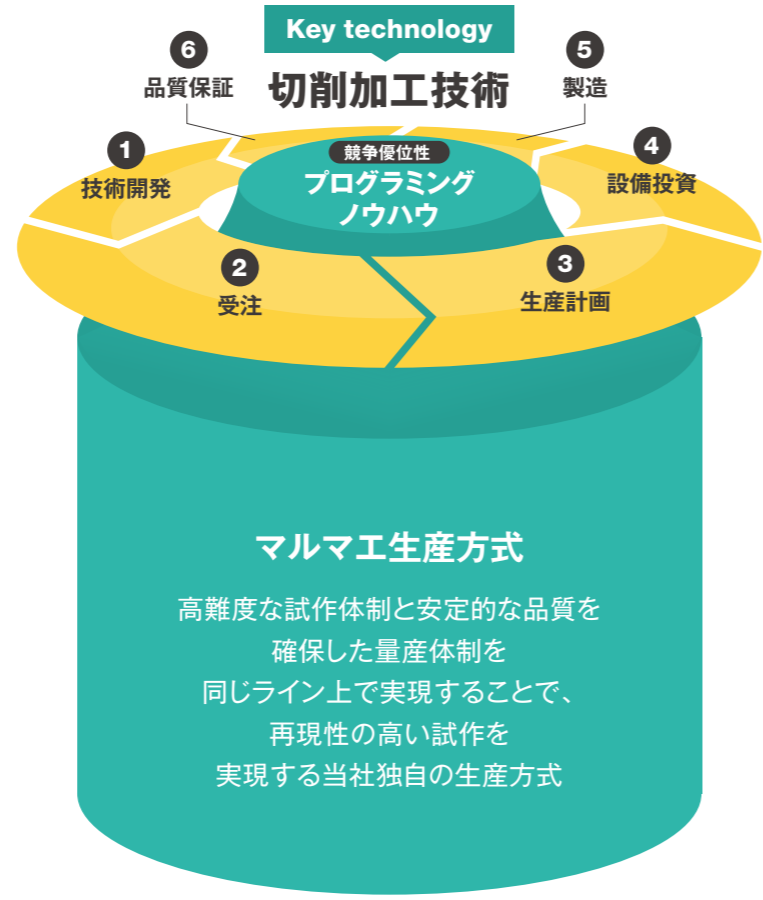 Key technology
切削加工技術
6
品質保証
5
製造
1
技術開発
4
設備投資
競争優位性
プログラミング
ノウハウ
2
受注
3
生産計画
マルマエ生産方式
高難度な試作体制と安定的な品質を
確保した量産体制を
同じライン上で実現することで、
再現性の高い試作を
実現する当社独自の生産方式